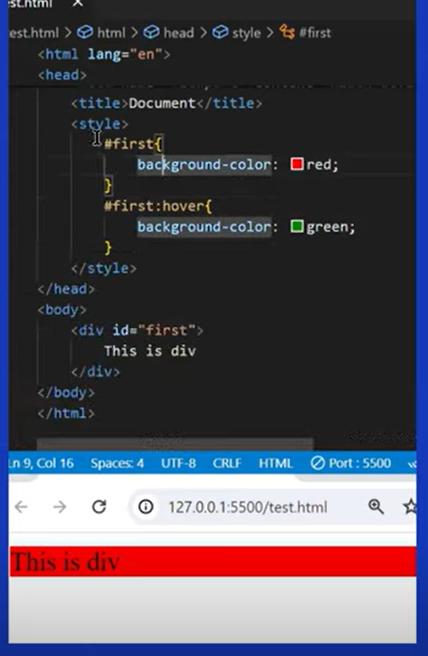 est.html ×
est.html > html > head > style > #first
<html lang="en">
<head>
<title>Document</title>
<style>
#first{
background-color: red;
}
#first:hover{
background-color: green;
}
</style>
</head>
<body>
<div id="first">
This is div
</div>
</body>
</html>
Ln 9, Col 16 Spaces: 4 UTF-8 CRLF HTML Port : 5500
127.0.0.1:5500/test.html
This is div